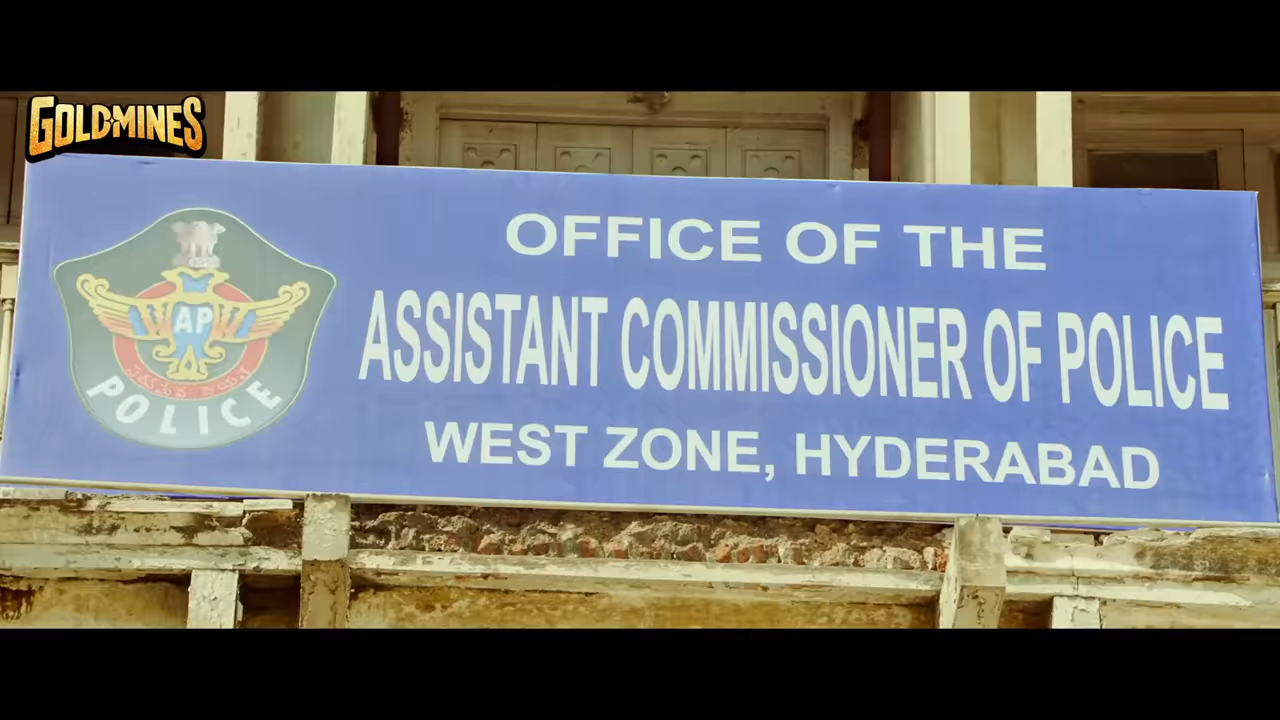 GOLDMINES
OFFICE OF THE
ASSISTANT COMMISSIONER OF POLICE
WEST ZONE, HYDERABAD
AP
POLICE